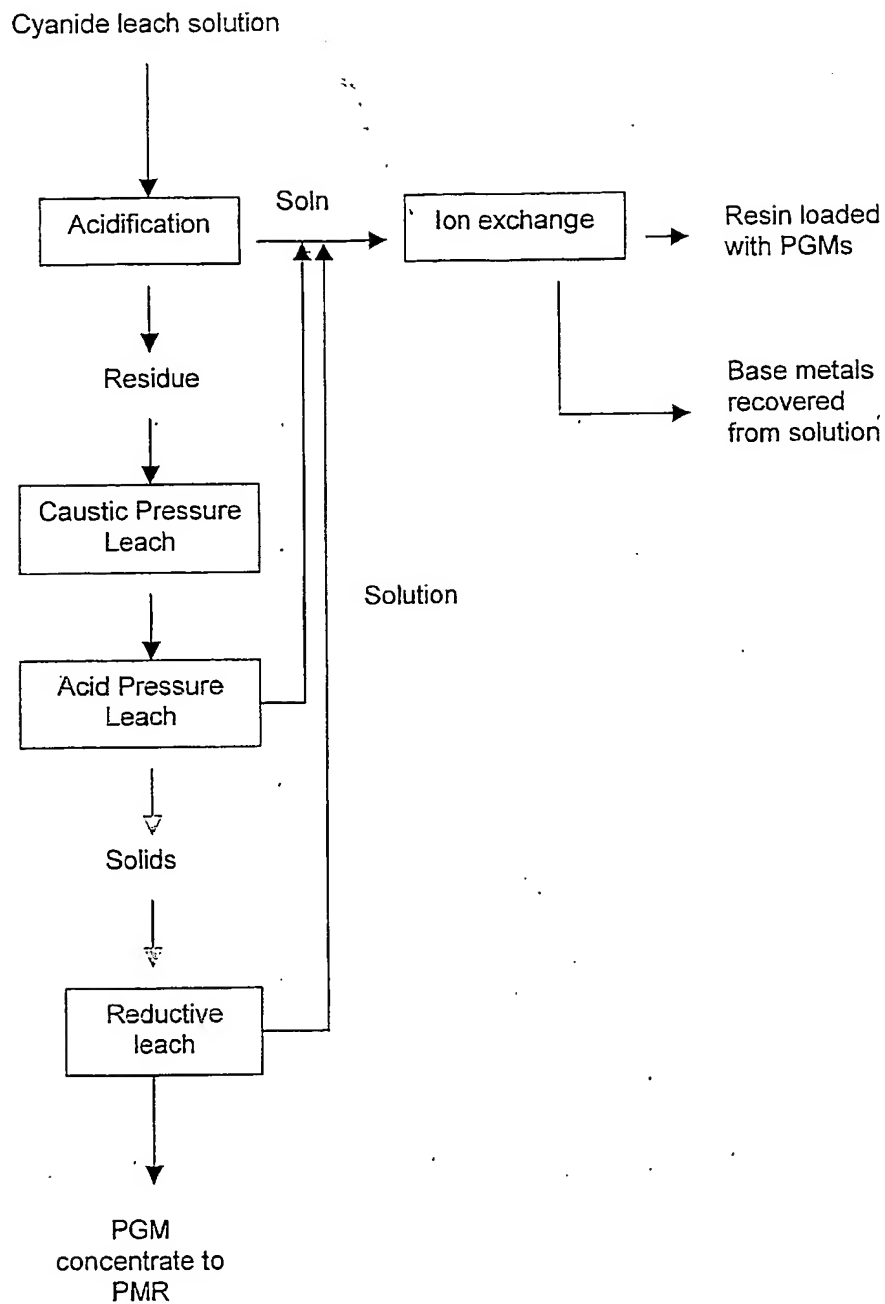 Cyanide leach solution
Acidification
Soln
Ion exchange
Resin loaded
with PGMs
Residue
Base metals
recovered
from solution
Caustic Pressure
Leach
Solution
Acid Pressure
Leach
Solids
Reductive
leach
PGM
concentrate to
PMR